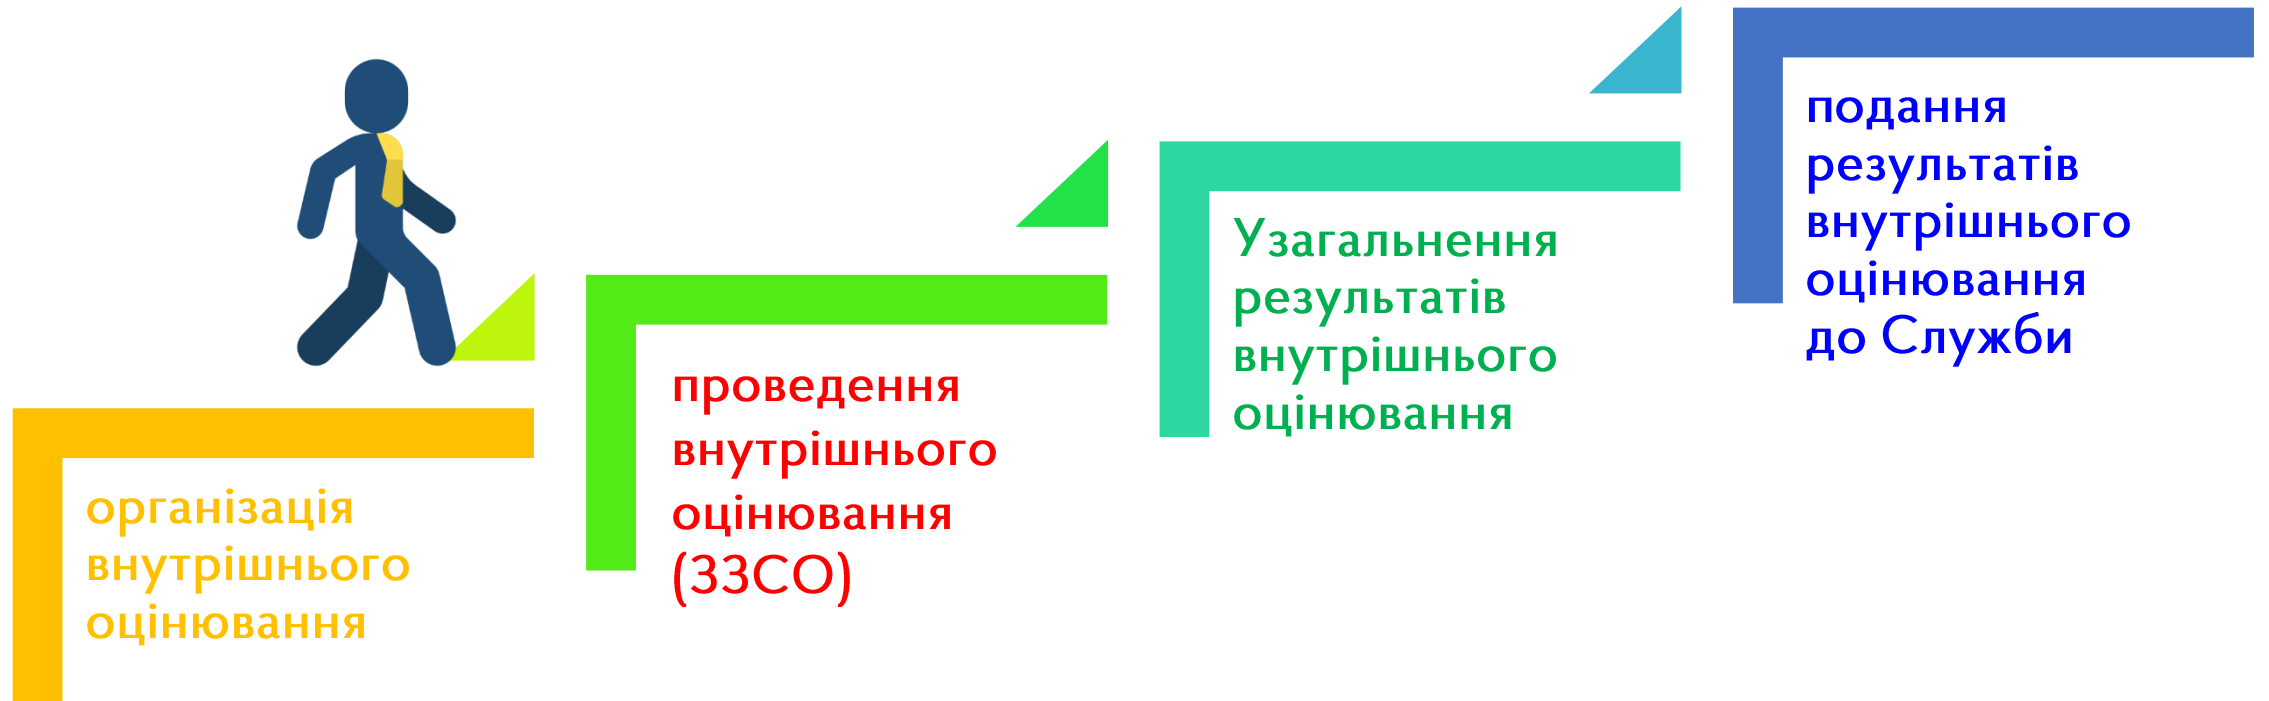 організація
внутрішнього
оцінювання
проведення
внутрішнього
оцінювання
(ЗЗСО)
Узагальнення
результатів
внутрішнього
оцінювання
подання
результатів
внутрішнього
оцінювання
до Служби